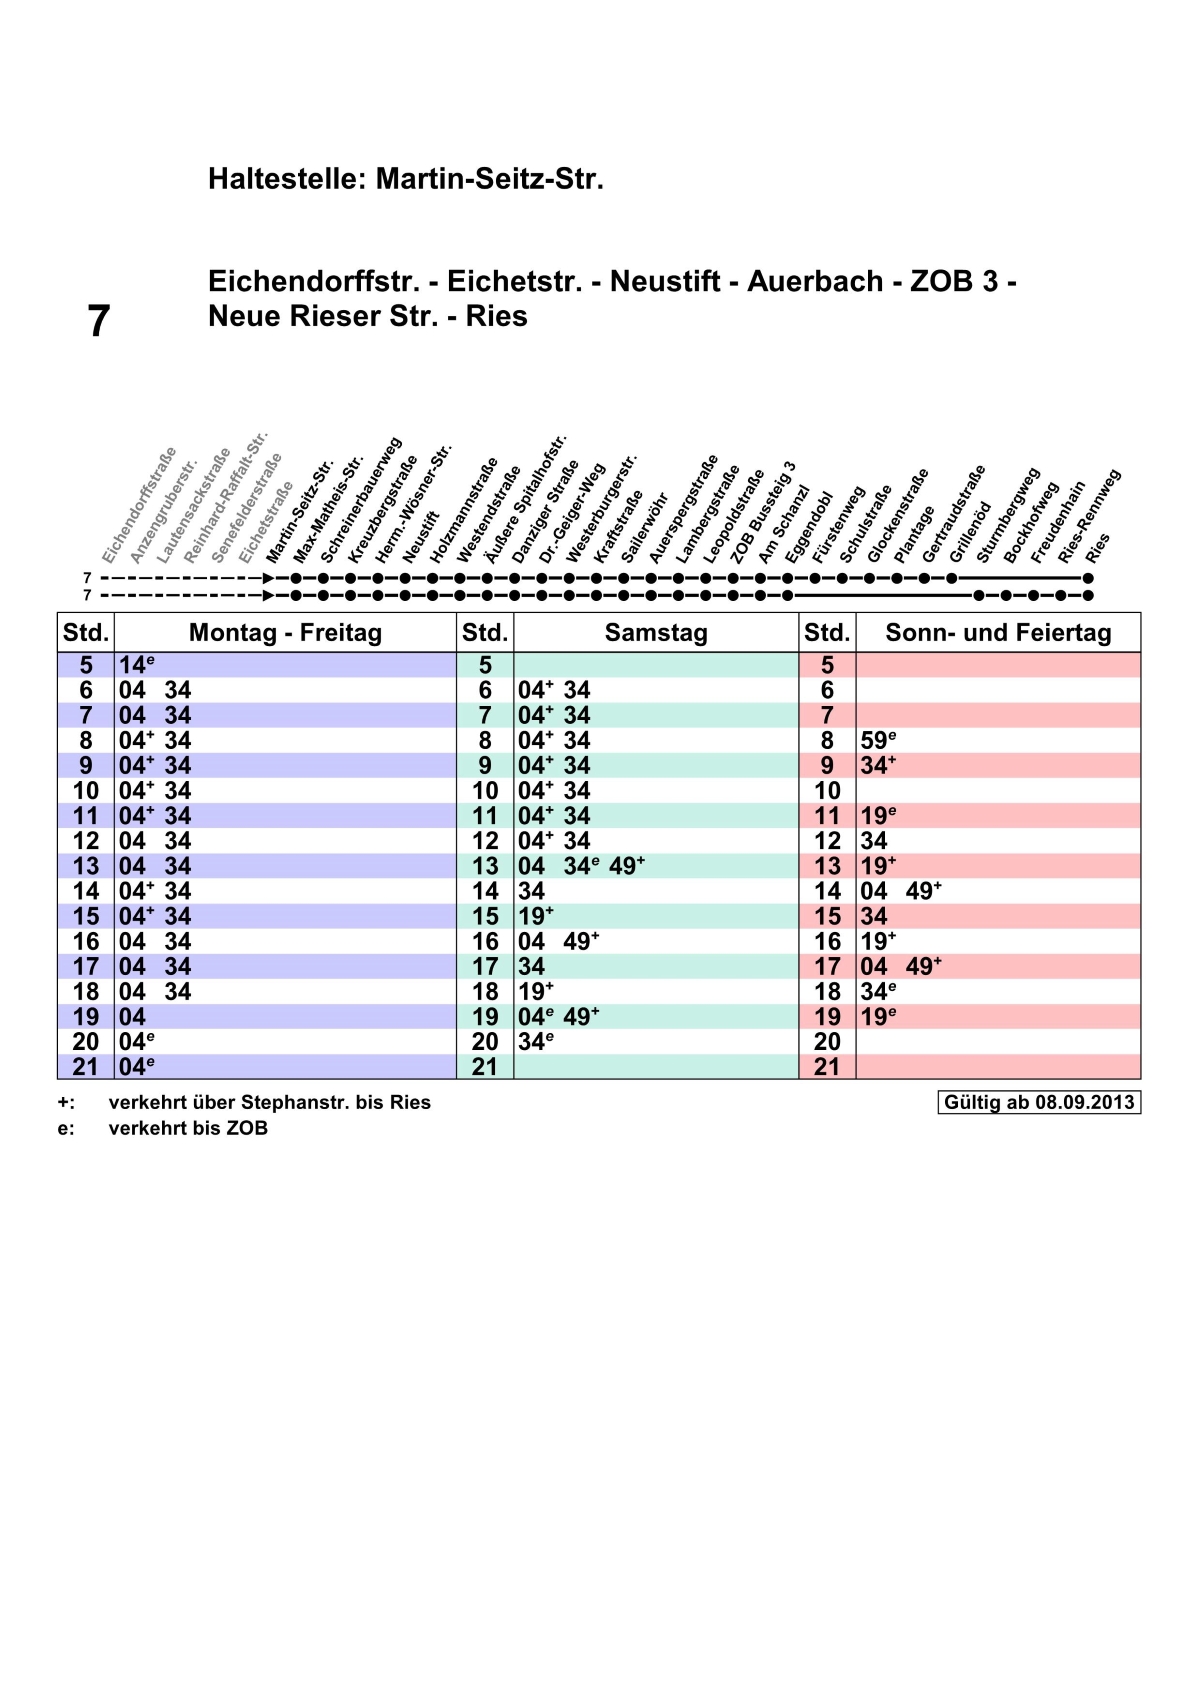 Haltestelle: Martin-Seitz-Str.
7
Eichendorffstr. - Eichetstr. - Neustift - Auerbach - ZOB 3 -
Neue Rieser Str. - Ries
Eichendorffstraße
Anzengruberstr.
Lautensackstraße
Reinhard-Raffalt-Str.
Senefelderstraße
Eichetstraße
Martin-Seitz-Str.
Max-Matheis-Str.
Schreinerbauerweg
Kreuzbergstraße
Herm.-Wösner-Str.
Neustift
Holzmannstraße
Westendstraße
Äußere Spitalhofstr.
Danziger Straße
Dr.-Geiger-Weg
Westerburgerstr.
Kraftstraße
Sailerwöhr
Auerspergstraße
Lambergstraße
Leopoldstraße
ZOB Bussteig 3
Am Schanzl
Eggendobl
Fürstenweg
Schulstraße
Glockenstraße
Plantage
Gertraudstraße
Grillenöd
Sturmbergweg
Bockhofweg
Freudenhain
Ries-Rennweg
Ries
7
7
Std. Montag - Freitag Std. Samstag Std. Sonn- und Feiertag
5 14e 5 5
6 04 34 6 04+ 34 6
7 04 34 7 04+ 34 7
8 04+ 34 8 04+ 34 8 59e
9 04+ 34 9 04+ 34 9 34+
10 04+ 34 10 04+ 34 10
11 04+ 34 11 04+ 34 11 19e
12 04 34 12 04+ 34 12 34
13 04 34 13 04 34e 49+ 13 19+
14 04+ 34 14 34 14 04 49+
15 04+ 34 15 19+ 15 34
16 04 34 16 04 49+ 16 19+
17 04 34 17 34 17 04 49+
18 04 34 18 19+ 18 34e
19 04 19 04e 49+ 19 19e
20 04e 20 34e 20
21 04e 21 21
+: verkehrt über Stephanstr. bis Ries
e: verkehrt bis ZOB
Gültig ab 08.09.2013